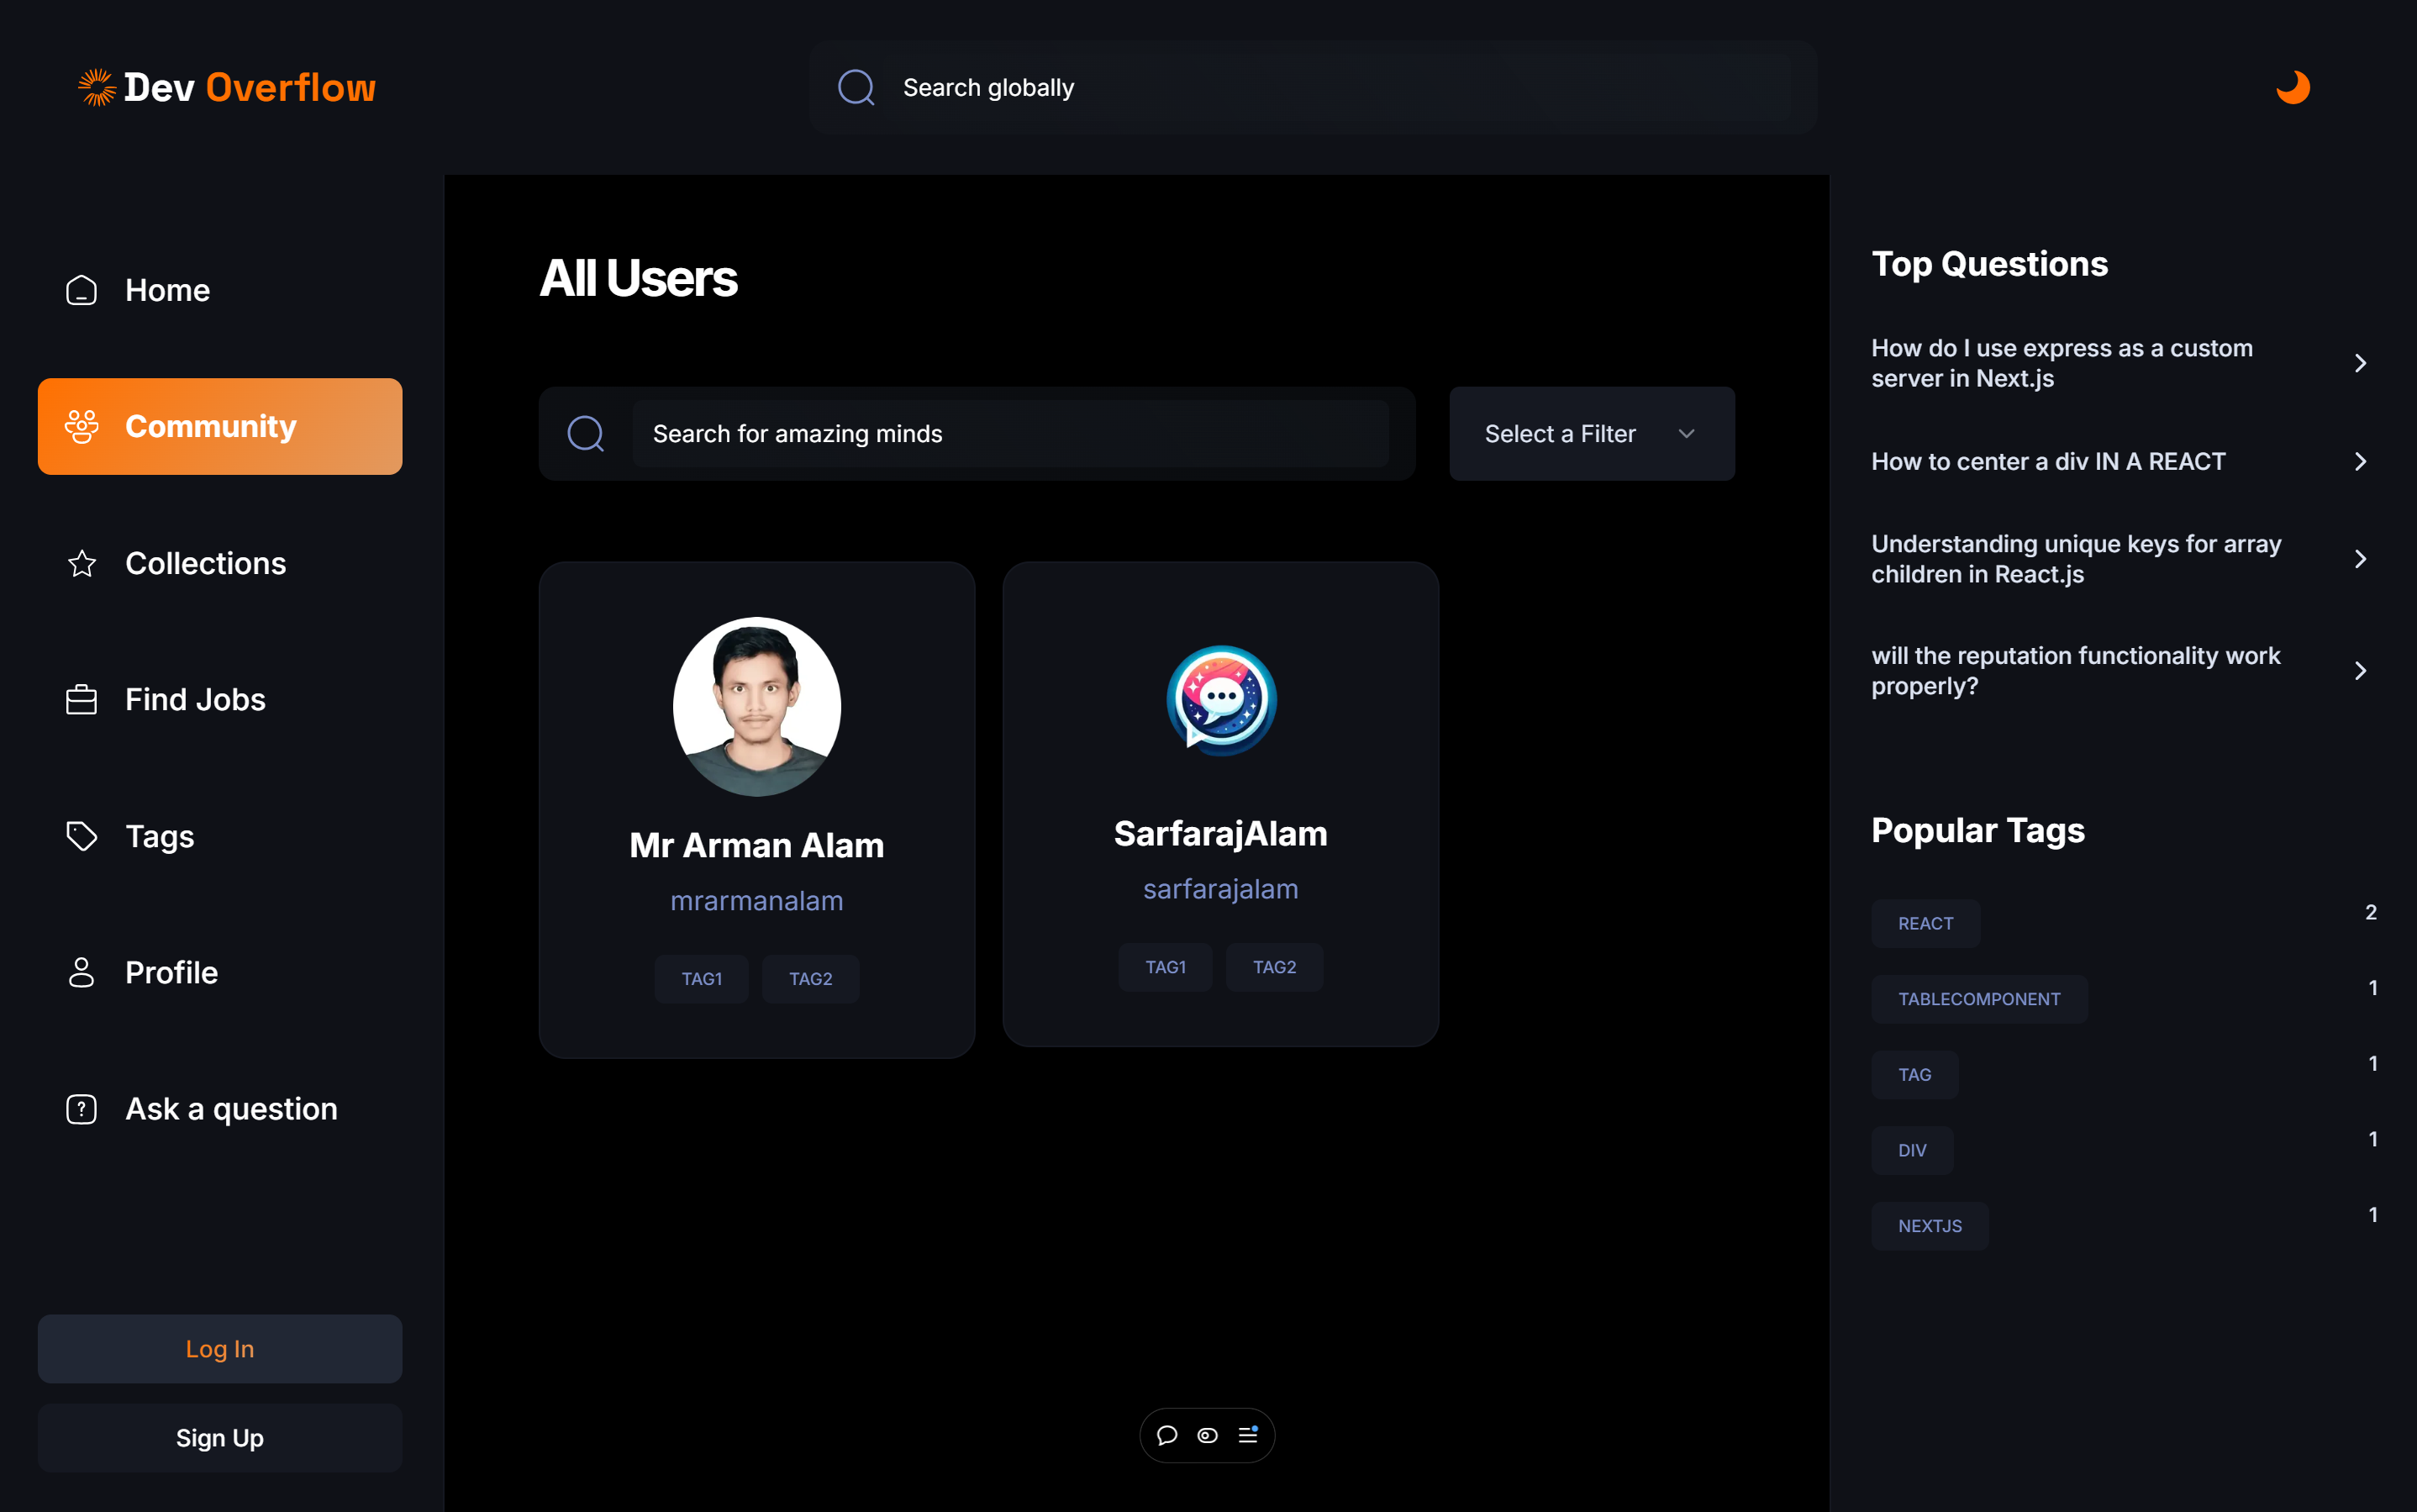 Dev Overflow
Search globally
Home
Community
Collections
Find Jobs
Tags
Profile
Ask a question
Log In
Sign Up
All Users
Search for amazing minds
Select a Filter
Mr Arman Alam
mrarmanalam
TAG1 TAG2
SarfarajAlam
sarfarajalam
TAG1 TAG2
Top Questions
How do I use express as a custom
server in Next.js
How to center a div IN A REACT
Understanding unique keys for array
children in React.js
will the reputation functionality work
properly?
Popular Tags
REACT 2
TABLECOMPONENT 1
TAG 1
DIV 1
NEXTJS 1